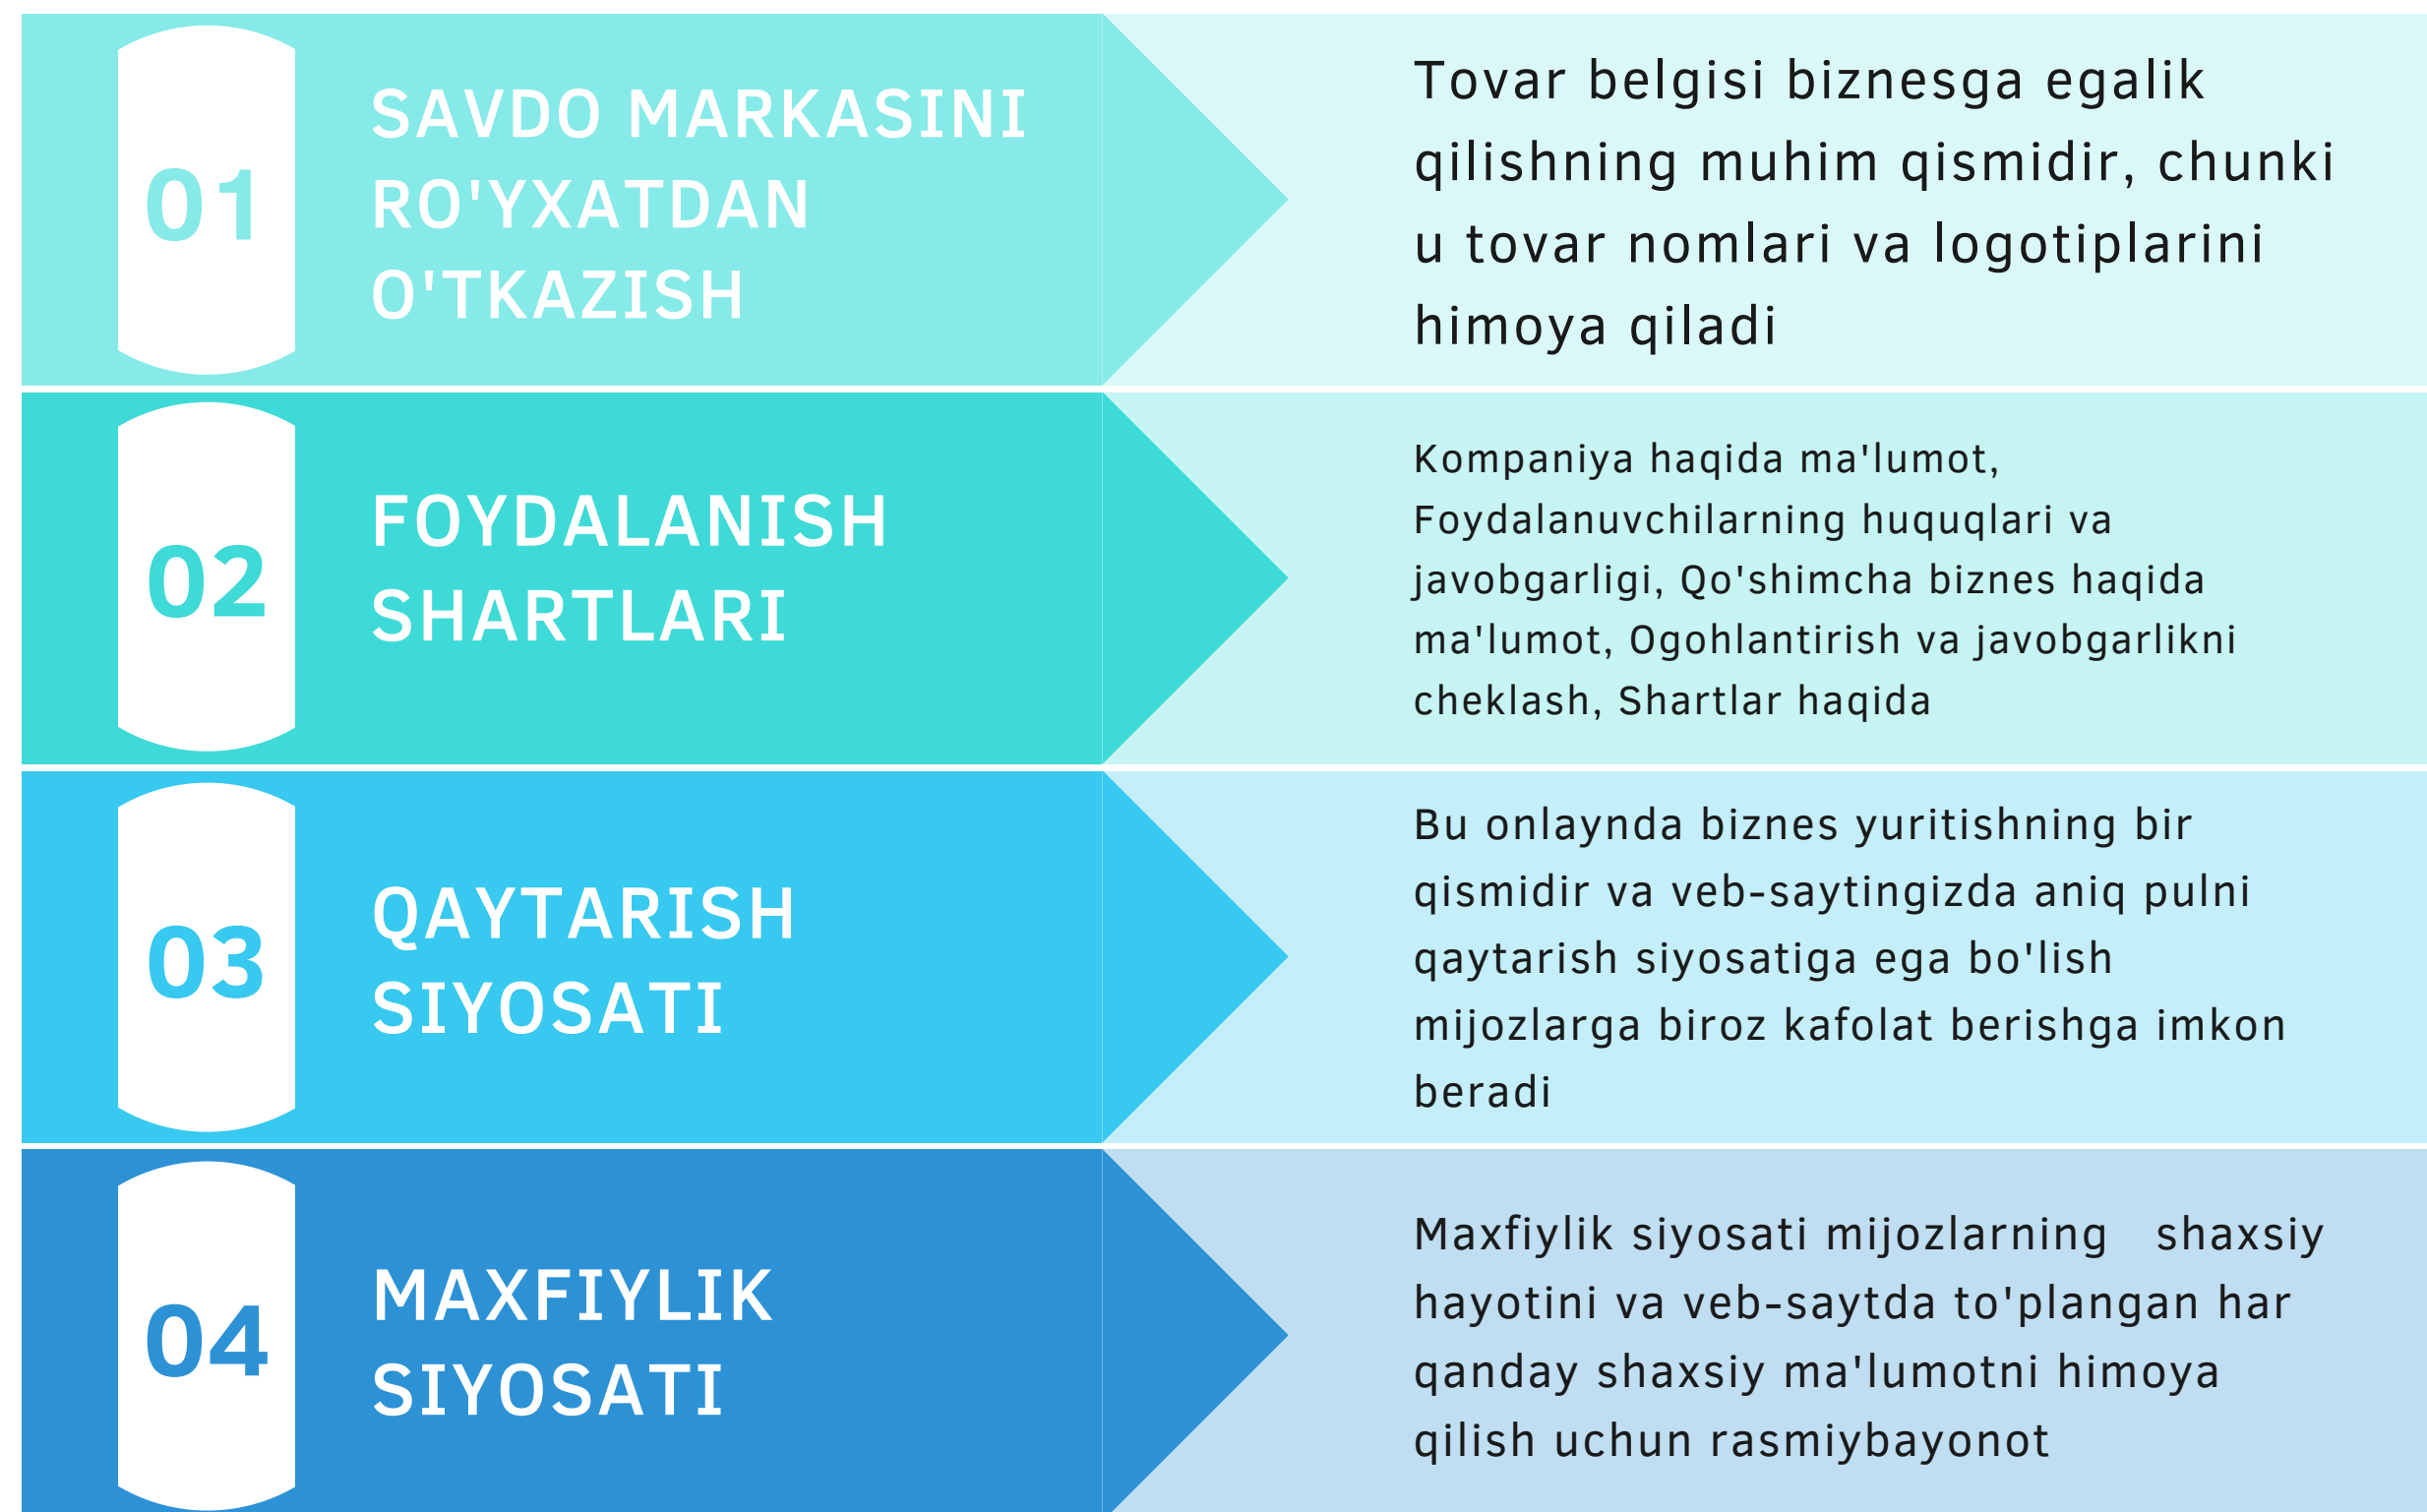 01
SAVDO MARKASINI
RO'YXATDAN
O'TKAZISH
Tovar belgisi biznesga egalik
qilishning muhim qismidir, chunki
u tovar nomlari va logotiplarini
himoya qiladi
02
FOYDALANISH
SHARTLARI
Kompaniya haqida ma'lumot,
Foydalanuvchilarning huquqlari va
javobgarligi, Qo'shimcha biznes haqida
ma'lumot, Ogohlantirish va javobgarlikni
cheklash, Shartlar haqida
03
QAYTARISH
SIYOSATI
Bu onlaynda biznes yuritishning bir
qismidir va veb-saytingizda aniq pulni
qaytarish siyosatiga ega bo'lish
mijozlarga biroz kafolat berishga imkon
beradi
04
MAXFIYLIK
SIYOSATI
Maxfiylik siyosati mijozlarning shaxsiy
hayotini va veb-saytda to'plangan har
qanday shaxsiy ma'lumotni himoya
qilish uchun rasmiybayonot